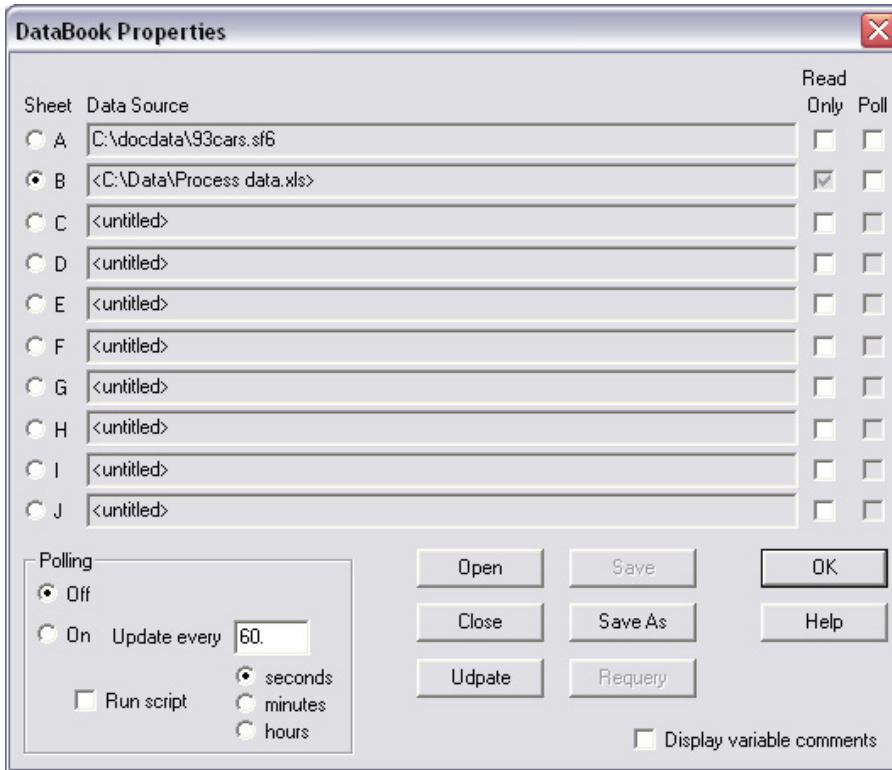 DataBook Properties
Read
Sheet Data Source Only Poll
A C:\docdata\93cars.sf6
B <C:\Data\Process data.xls>
C <untitled>
D <untitled>
E <untitled>
F <untitled>
G <untitled>
H <untitled>
I <untitled>
J <untitled>
Polling
Off
On Update every 60.
seconds
Run script
minutes
hours
Open Save OK
Close Save As Help
Udpate Requery
Display variable comments